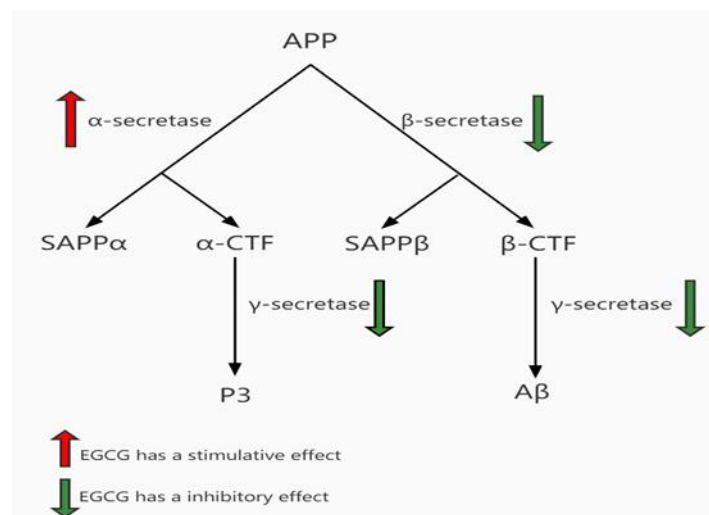 APP
α-secretase
β-secretase
SAPPα
α-CTF
SAPPβ
β-CTF
γ-secretase
γ-secretase
P3
Aβ
EGCG has a stimulative effect
EGCG has a inhibitory effect